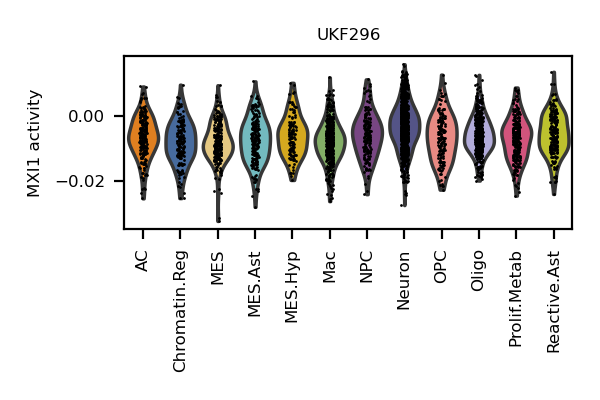 UKF296
MXI1 activity
0.00
−0.02
AC
Chromatin.Reg
MES
MES.Ast
MES.Hyp
Mac
NPC
Neuron
OPC
Oligo
Prolif.Metab
Reactive.Ast